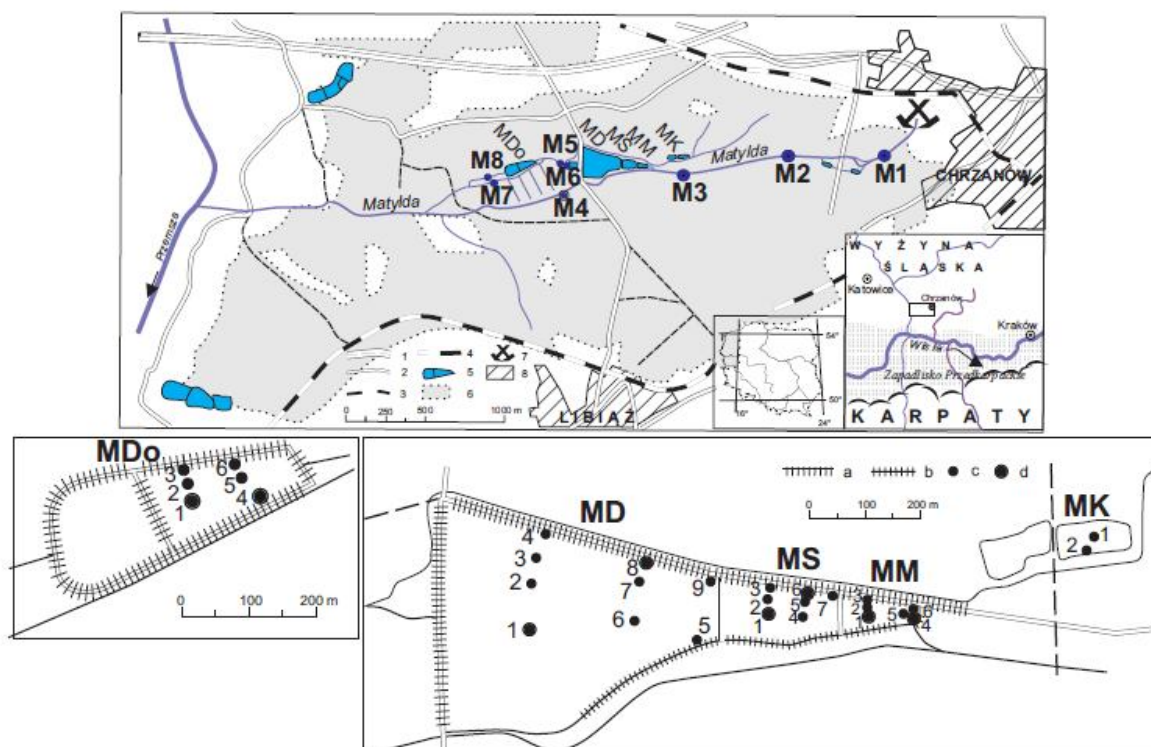 MDo
MD
MS
MM
MK
M5
M8
M6
M7
M4
M3
M2
M1
Matylda
Matylda
Przemsza
CHRZANÓW
LIBIĄŻ
1
2
3
4
5
6
7
8
0 250 500 1000 m
54°
50°
16°
24°
WYŻYNA
ŚLĄSKA
Katowice
Chrzanów
Kraków
Wisła
Zapadlisko Przedkarpackie
KARPATY
MDo
3
2
1
6
5
4
0 100 200 m
MD
4
3
2
1
8
7
6
9
5
MS
3
2
1
6
5
4
7
MM
3
2
1
6
5
4
MK
1
2
a b c d
0 100 200 m